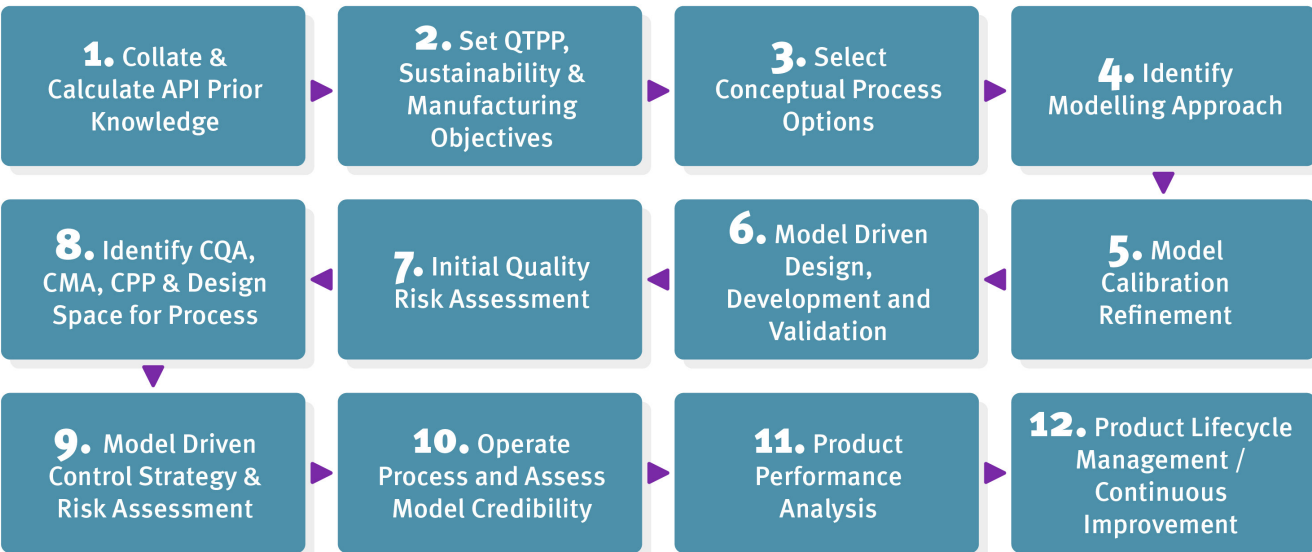 1. Collate &
Calculate API Prior
Knowledge
2. Set QTPP,
Sustainability &
Manufacturing
Objectives
3. Select
Conceptual Process
Options
4. Identify
Modelling Approach
5. Model
Calibration
Refinement
6. Model Driven
Design,
Development and
Validation
7. Initial Quality
Risk Assessment
8. Identify CQA,
CMA, CPP & Design
Space for Process
9. Model Driven
Control Strategy &
Risk Assessment
10. Operate
Process and Assess
Model Credibility
11. Product
Performance
Analysis
12. Product Lifecycle
Management /
Continuous
Improvement